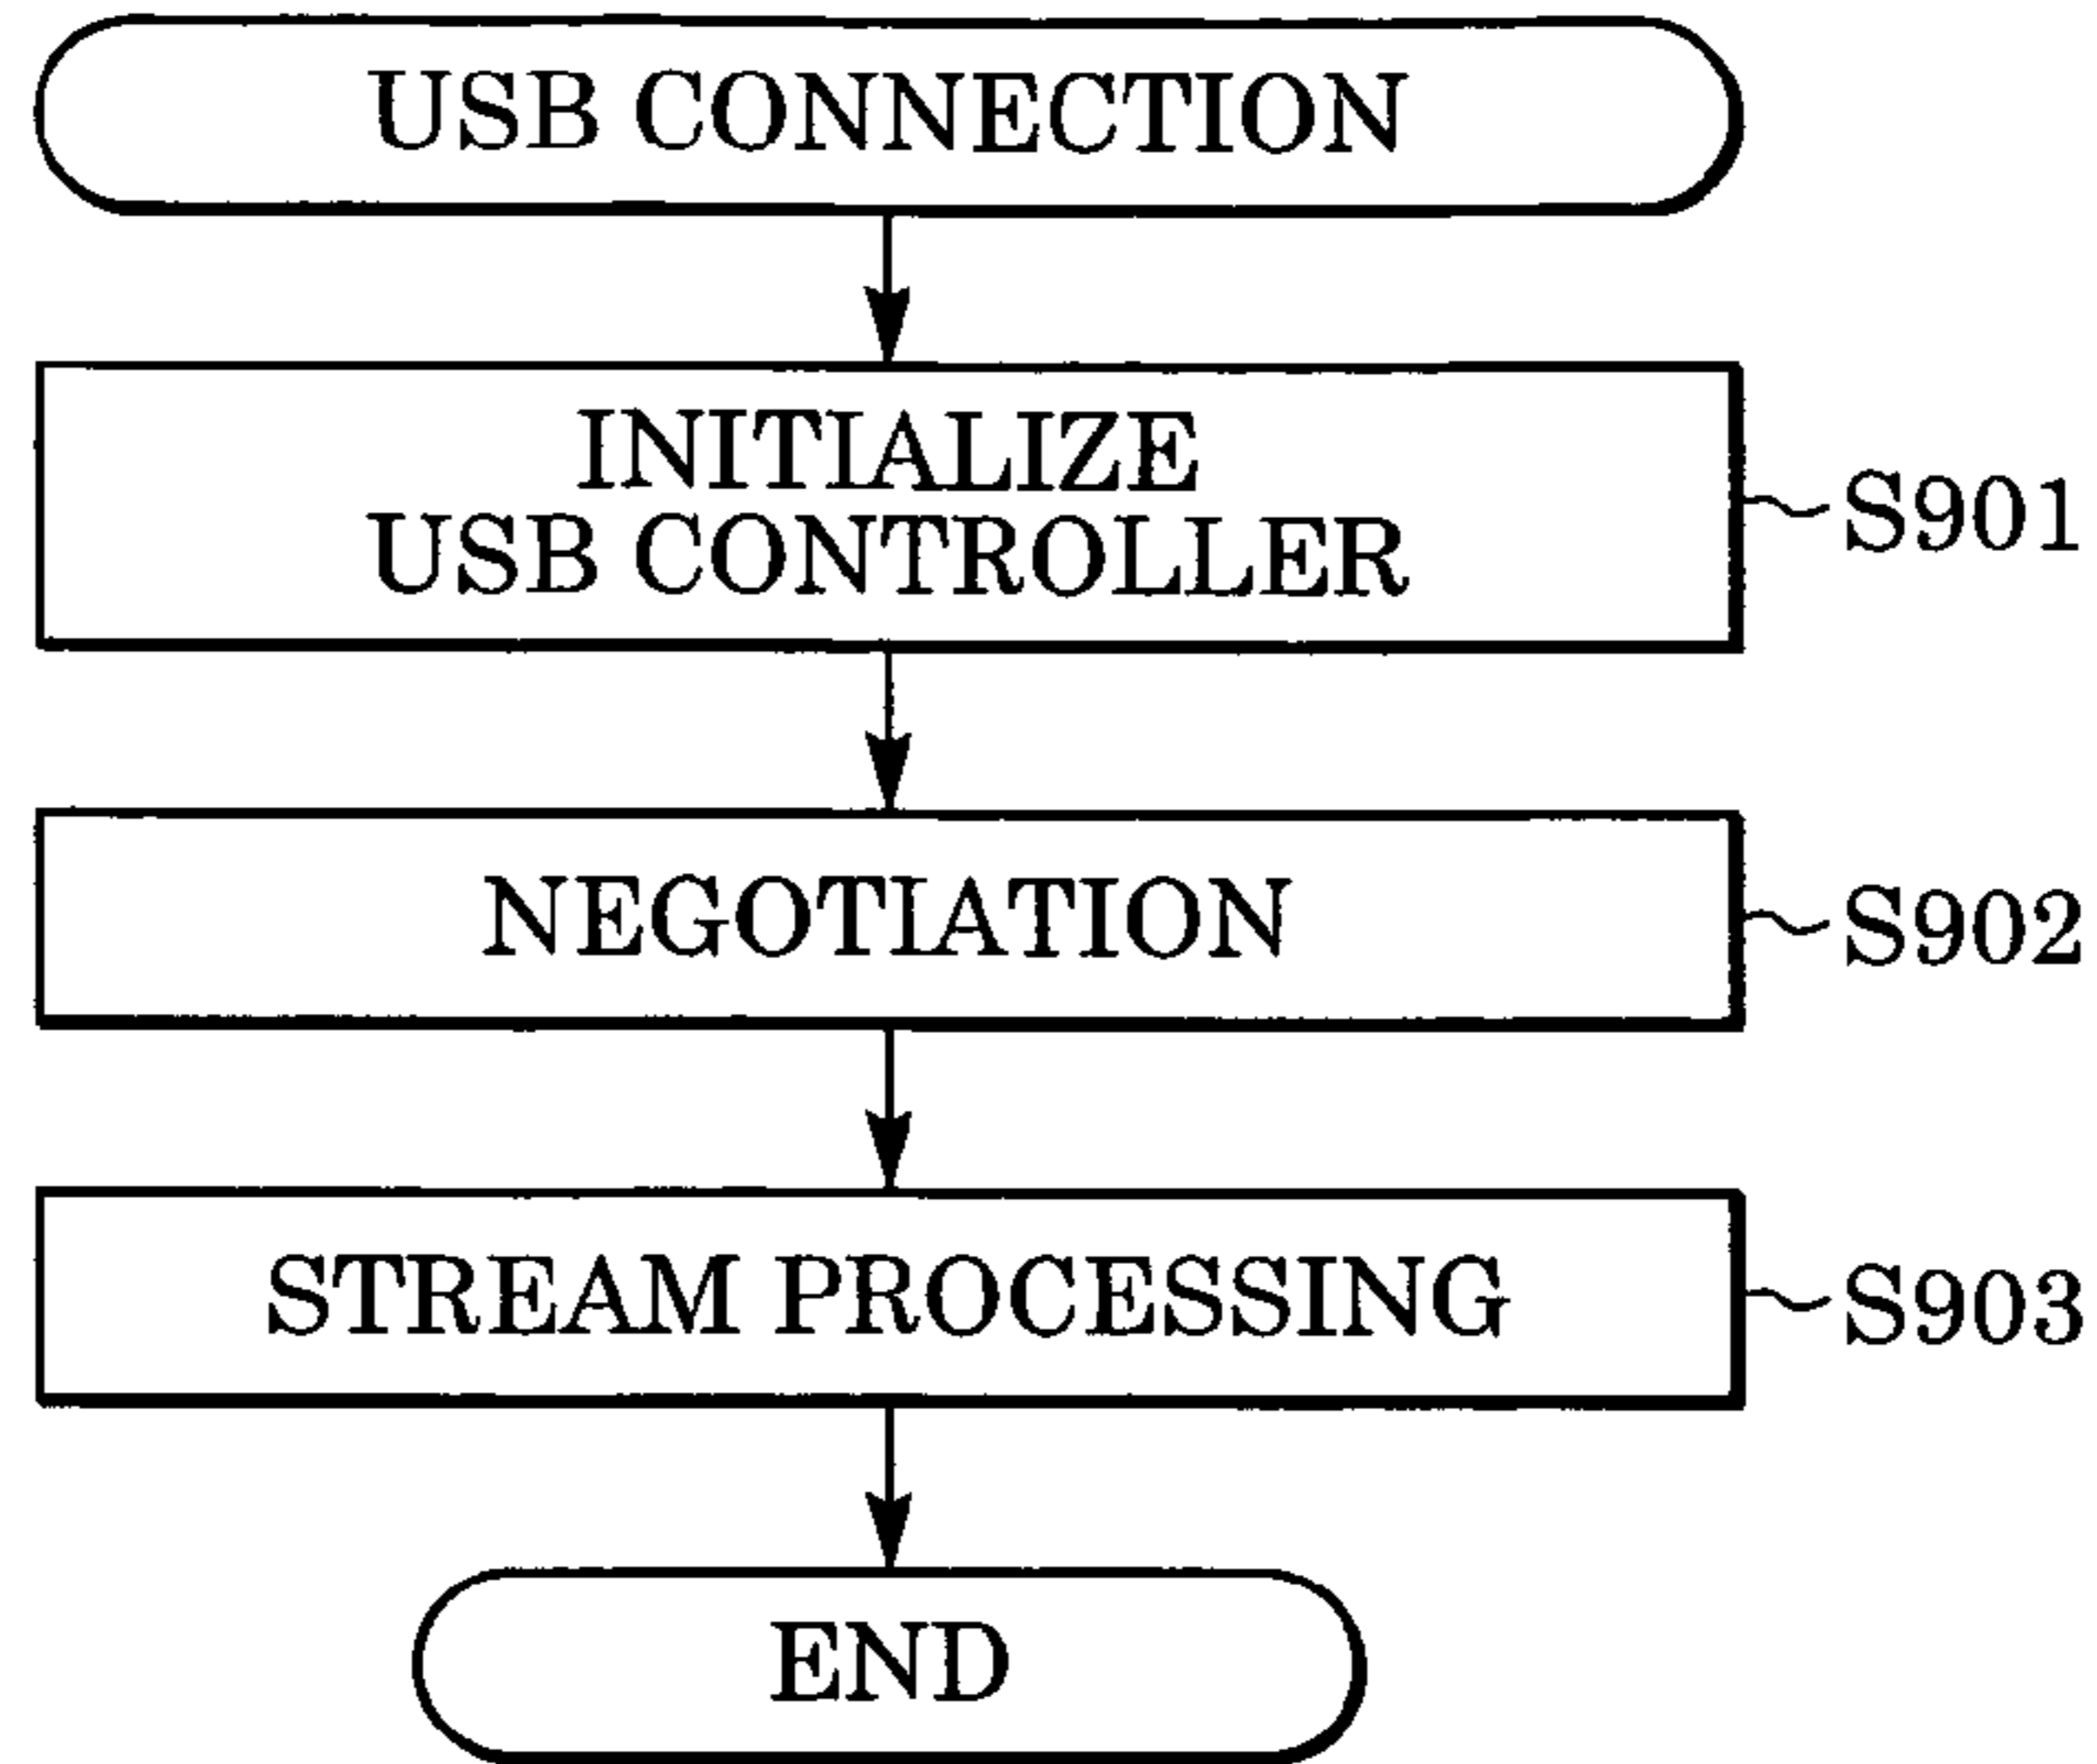 USB CONNECTION
INITIALIZE
USB CONTROLLER
S901
NEGOTIATION
S902
STREAM PROCESSING
S903
END